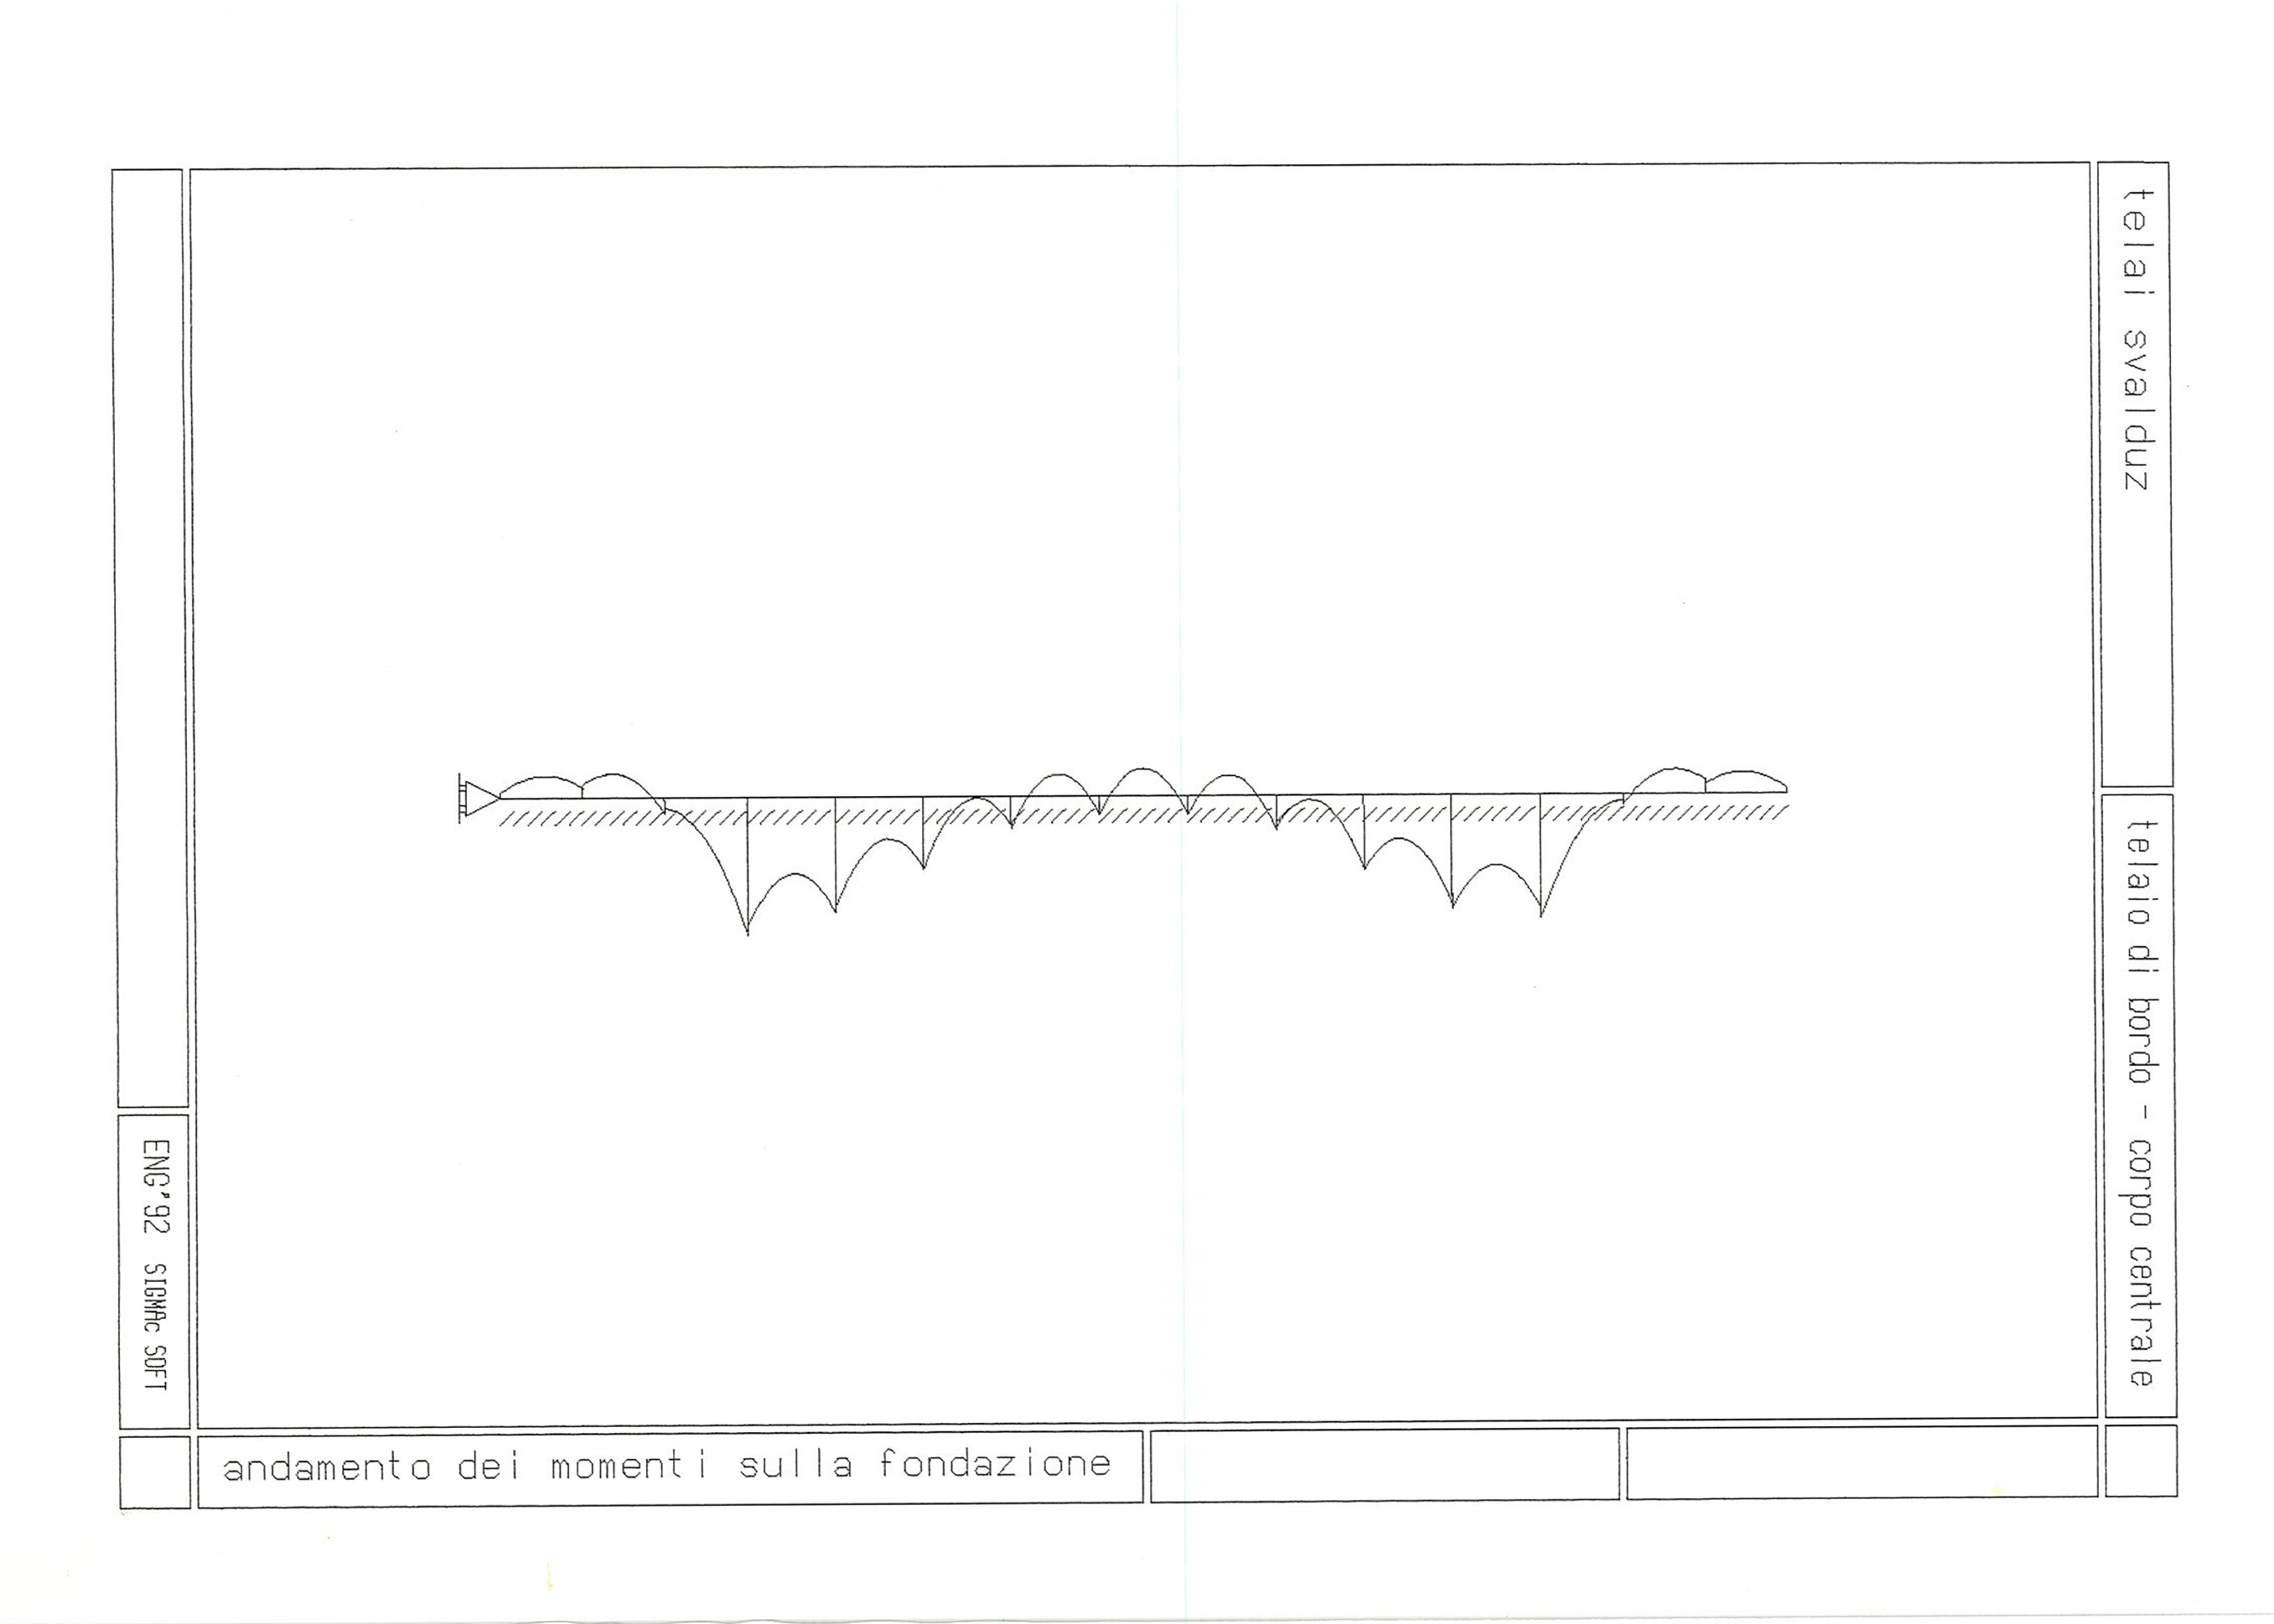 telai svalduz
telaio di bordo - corpo centrale
ENG'92 SIGMAc SOFT
andamento dei momenti sulla fondazione